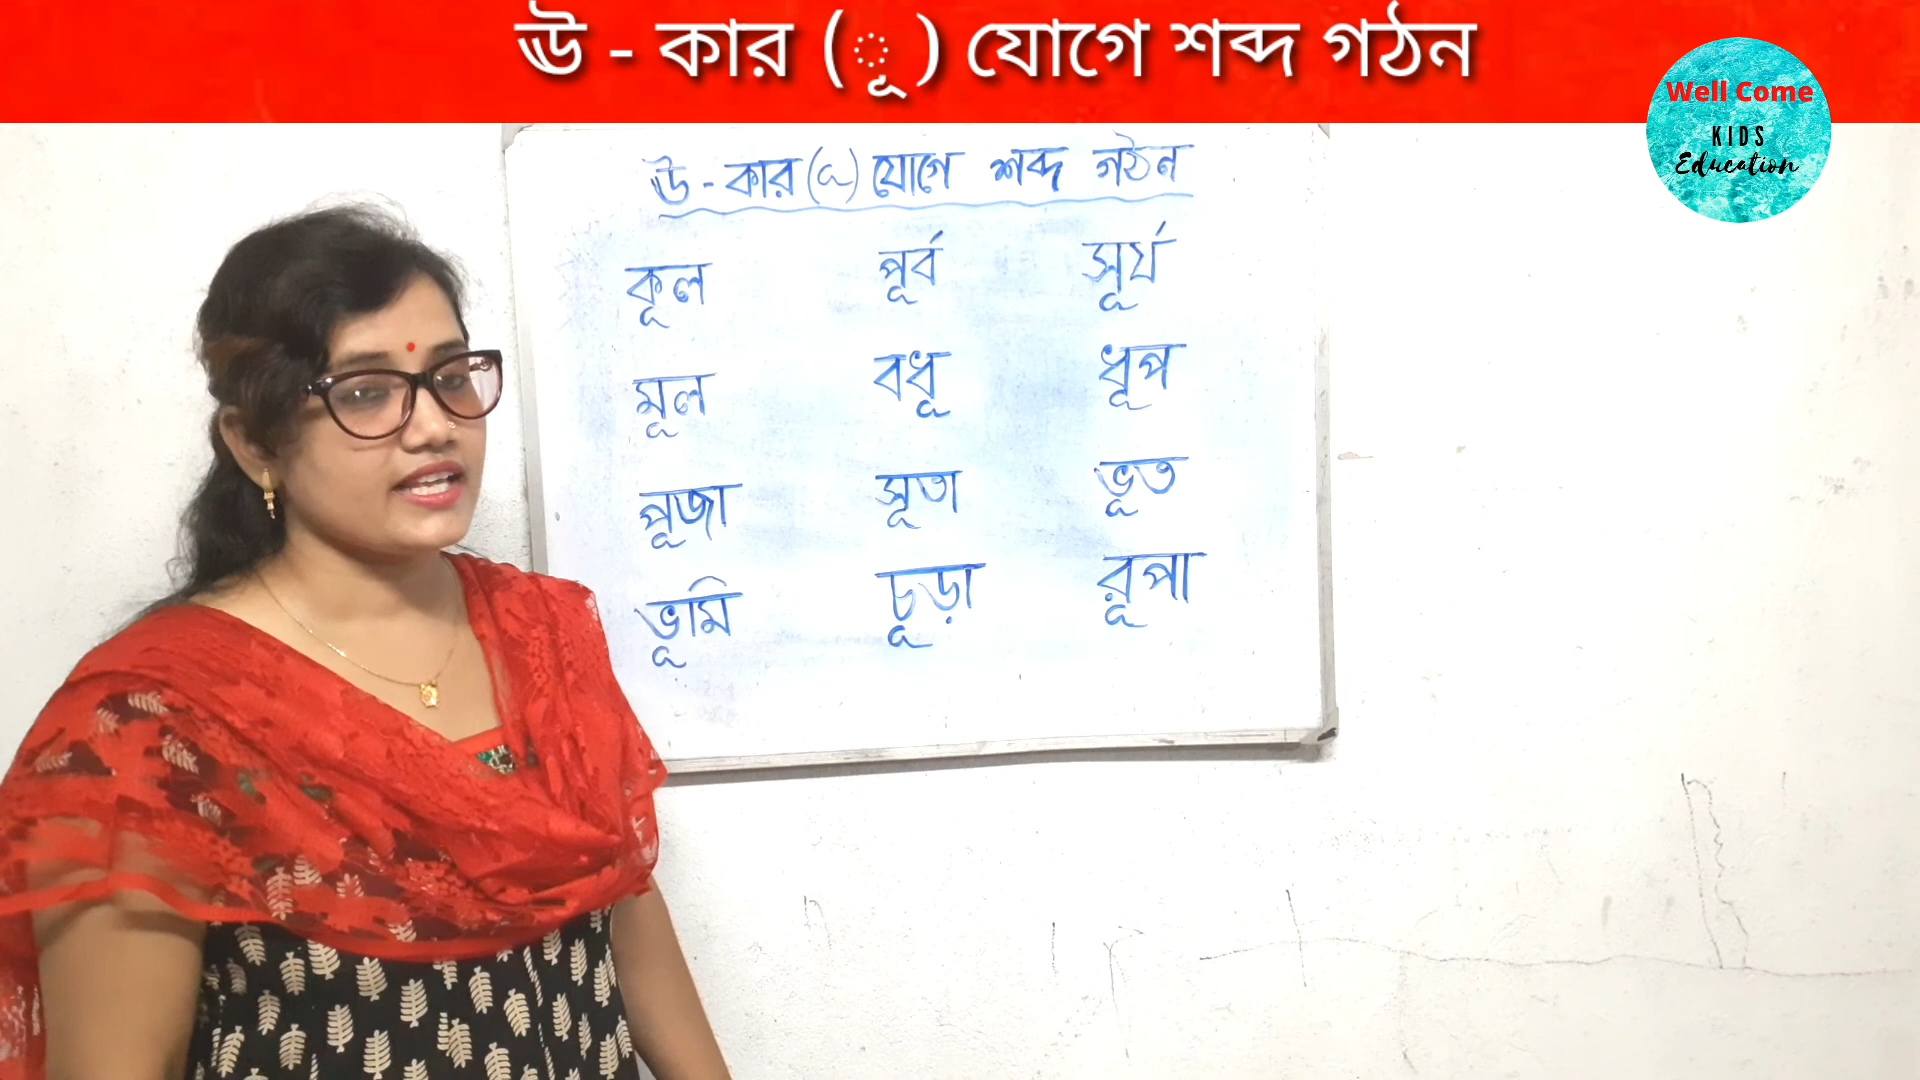 ঊ - কার (ূ) যোগে শব্দ গঠন
Well Come
KIDS
Education
ঊ - কার (ূ) যোগে শব্দ গঠন
কূল পূর্ব সূর্য
মূল বধূ ধূপ
পূজা সূতা ভূত
ভূমি চূড়া রূপা